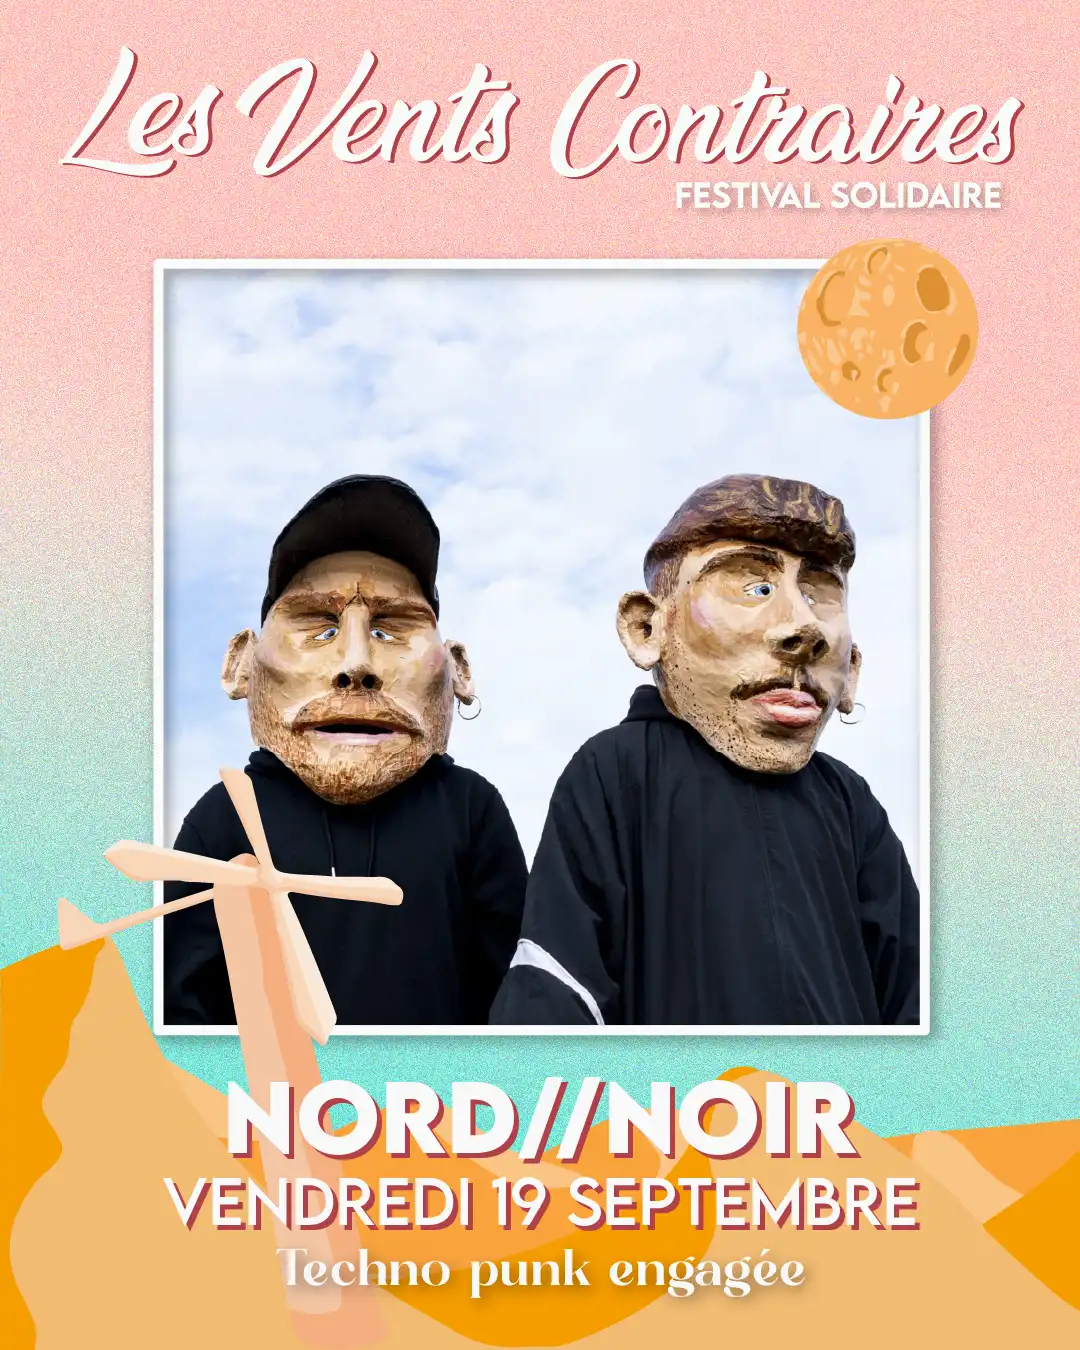 Les Vents Contraires
FESTIVAL SOLIDAIRE
NORD//NOIR
VENDREDI 19 SEPTEMBRE
Techno punk engagée